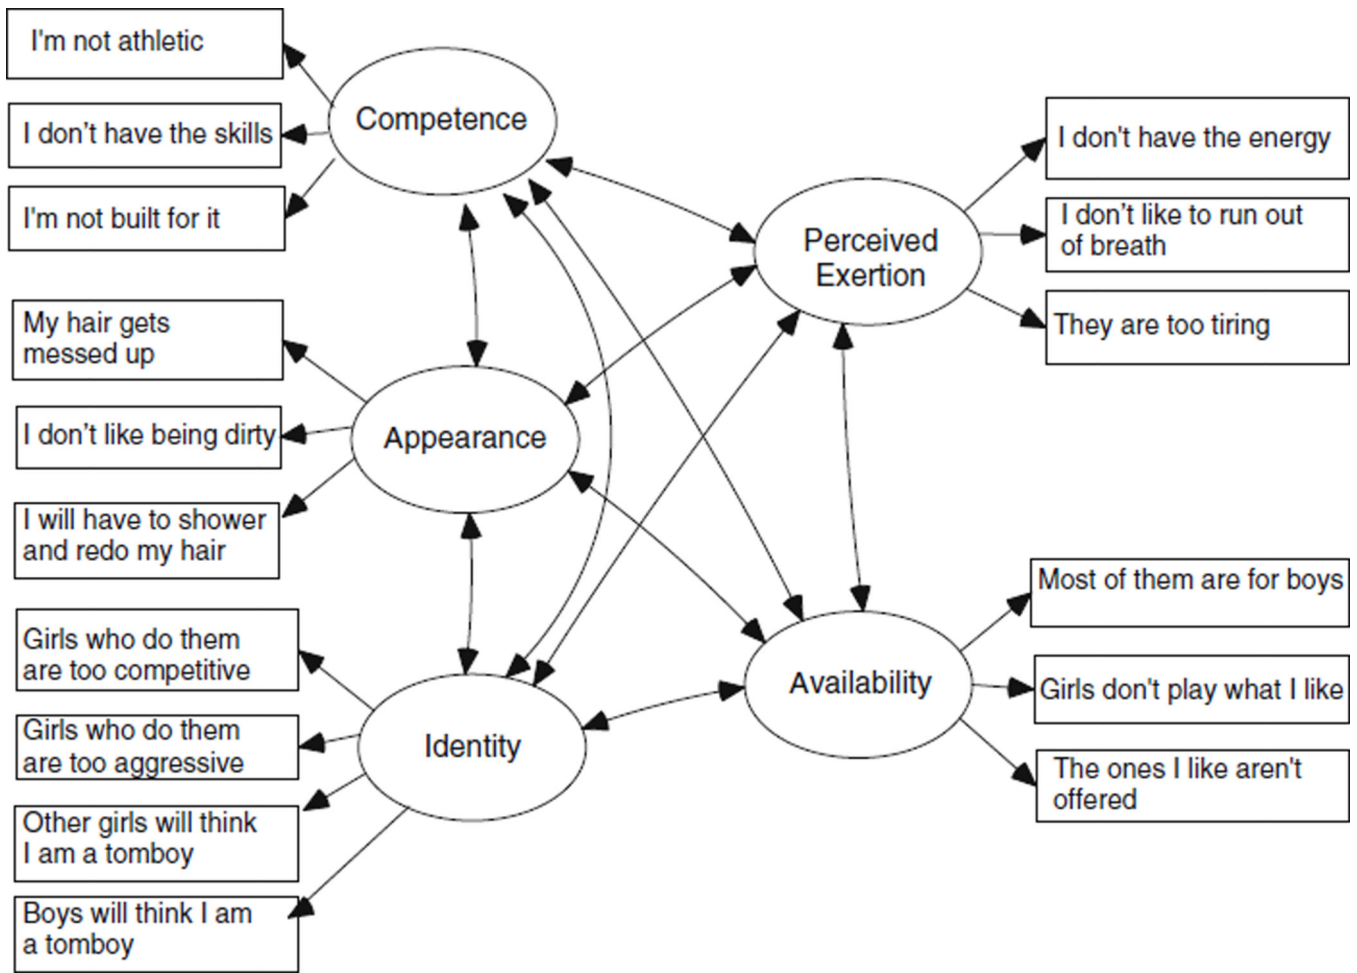 I'm not athletic
I don't have the skills
I'm not built for it
Competence
My hair gets
messed up
I don't like being dirty
I will have to shower
and redo my hair
Appearance
Girls who do them
are too competitive
Girls who do them
are too aggressive
Other girls will think
I am a tomboy
Boys will think I am
a tomboy
Identity
Perceived
Exertion
I don't have the energy
I don't like to run out
of breath
They are too tiring
Availability
Most of them are for boys
Girls don't play what I like
The ones I like aren't
offered